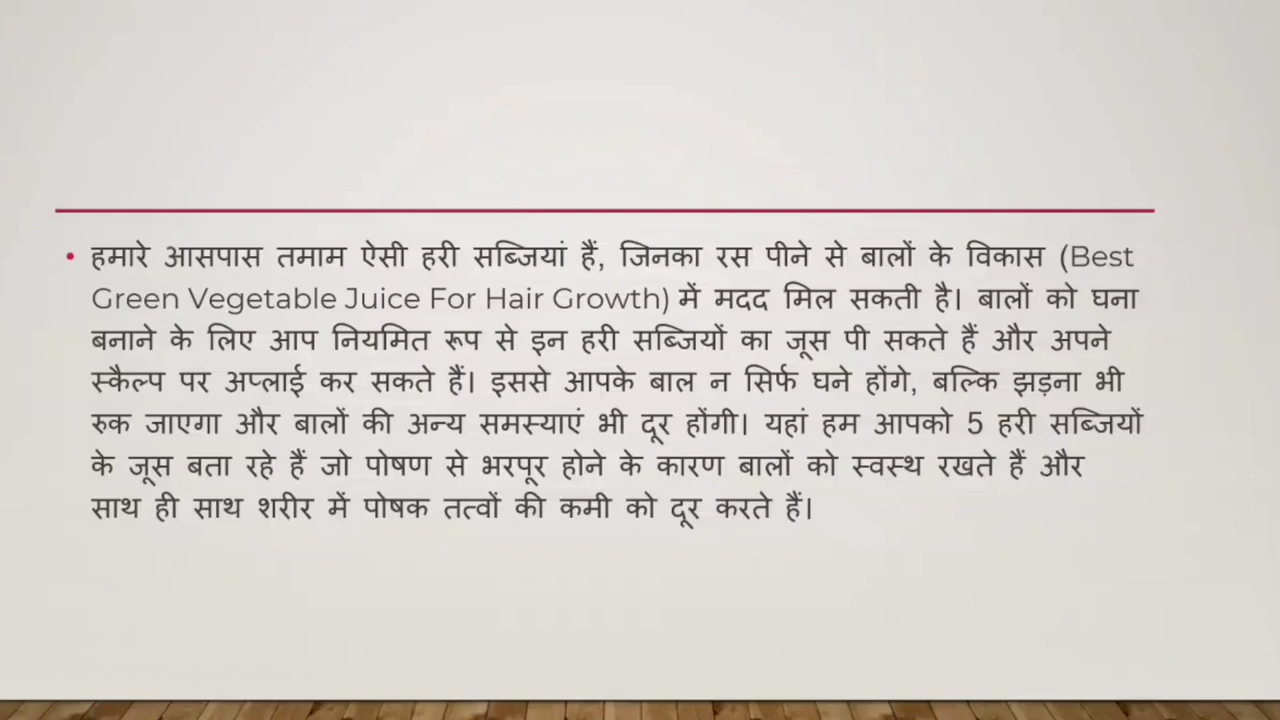 • हमारे आसपास तमाम ऐसी हरी सब्जियां हैं, जिनका रस पीने से बालों के विकास (Best
Green Vegetable Juice For Hair Growth) में मदद मिल सकती है। बालों को घना
बनाने के लिए आप नियमित रूप से इन हरी सब्जियों का जूस पी सकते हैं और अपने
स्कैल्प पर अप्लाई कर सकते हैं। इससे आपके बाल न सिर्फ घने होंगे, बल्कि झड़ना भी
रुक जाएगा और बालों की अन्य समस्याएं भी दूर होंगी। यहां हम आपको 5 हरी सब्जियों
के जूस बता रहे हैं जो पोषण से भरपूर होने के कारण बालों को स्वस्थ रखते हैं और
साथ ही साथ शरीर में पोषक तत्वों की कमी को दूर करते हैं।